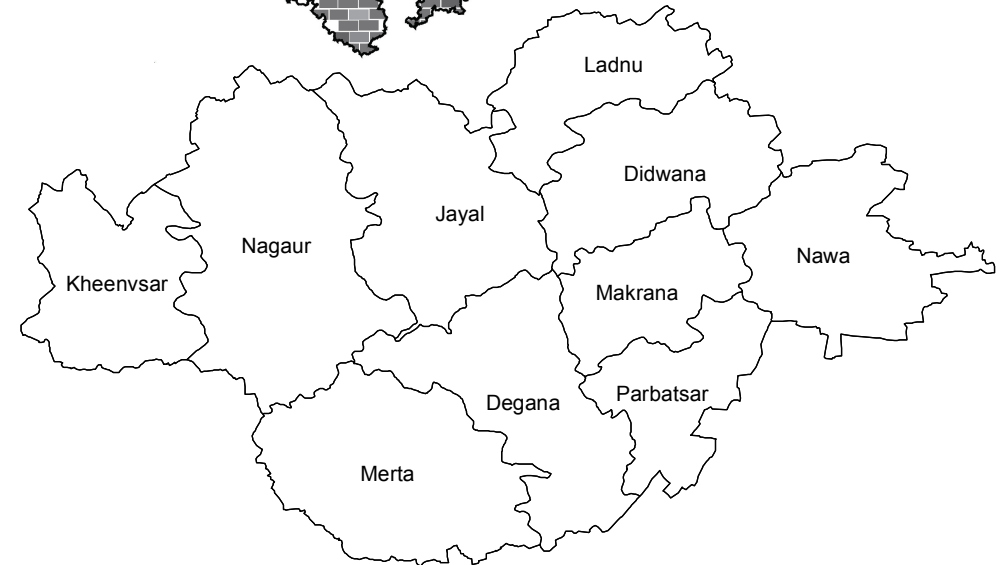 Ladnu
Didwana
Jayal
Nagaur
Nawa
Kheenvsar
Makrana
Parbatsar
Degana
Merta